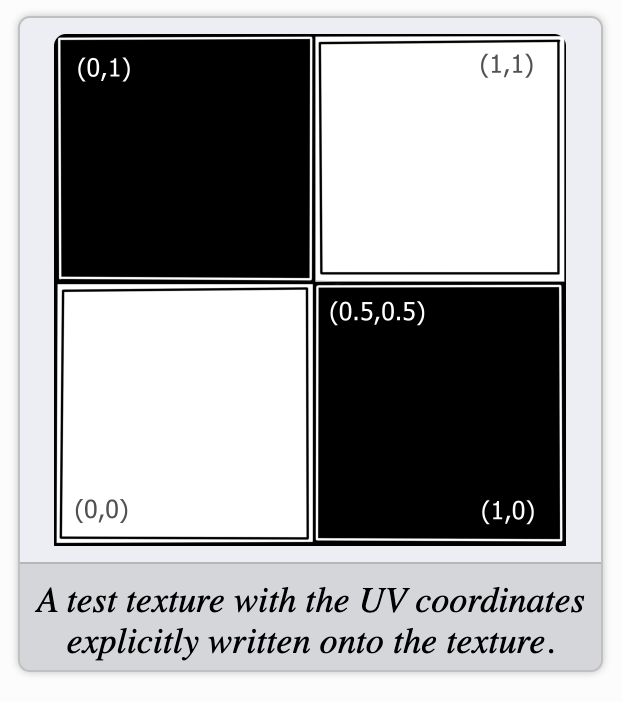 (0,1)
(1,1)
(0.5,0.5)
(0,0)
(1,0)
A test texture with the UV coordinates
explicitly written onto the texture.